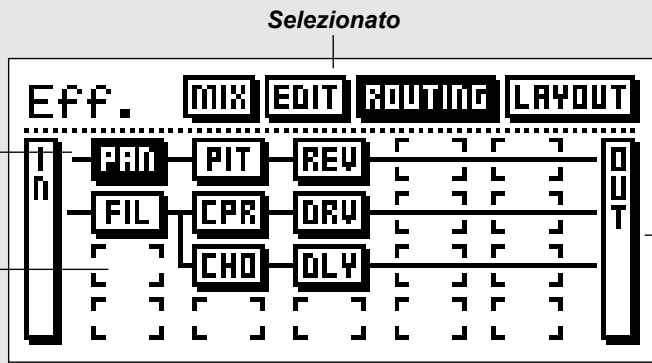 Selezionato
Eff. MIX EDIT ROUTING LAYOUT
In PAN PIT REV OUT
FIL CPR DRV
CHO DLY